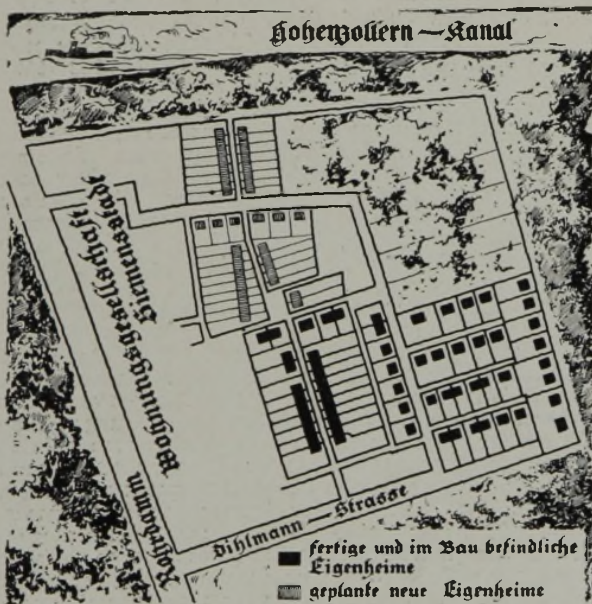 Hohenzollern — Kanal
Wohnungsgesellschaft
Siemensstadt
Rohrdamm
Dihlmann — Strasse
fertige und im Bau befindliche
Eigenheime
geplante neue Eigenheime